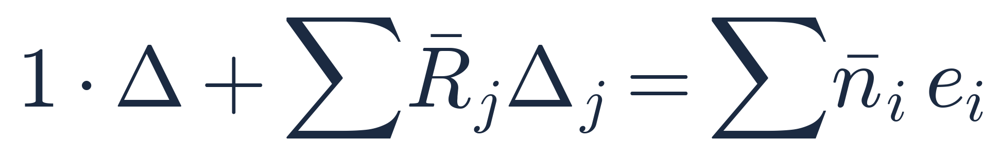 1 · Δ + ∑ R̄ⱼΔⱼ = ∑ n̄ᵢ eᵢ